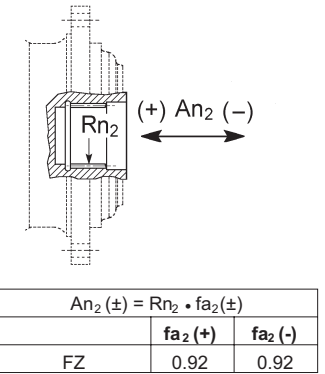 (+) An₂ (−)
Rn₂
An₂ (±) = Rn₂ • fa₂(±)
fa₂ (+) fa₂ (-)
FZ 0.92 0.92